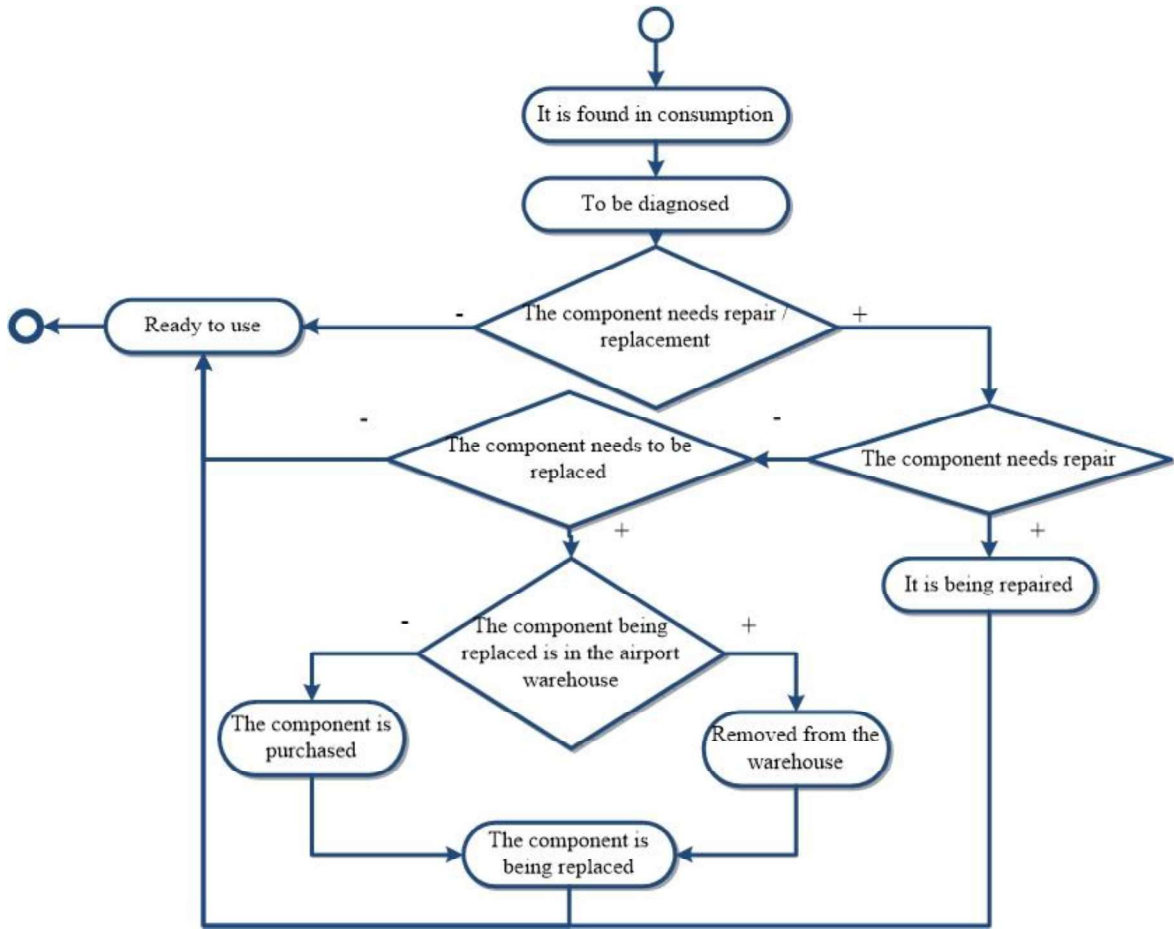 It is found in consumption
To be diagnosed
The component needs repair /
replacement
-
+
Ready to use
-
-
The component needs to be
replaced
The component needs repair
+
+
It is being repaired
-
+
The component being
replaced is in the airport
warehouse
The component is
purchased
Removed from the
warehouse
The component is
being replaced